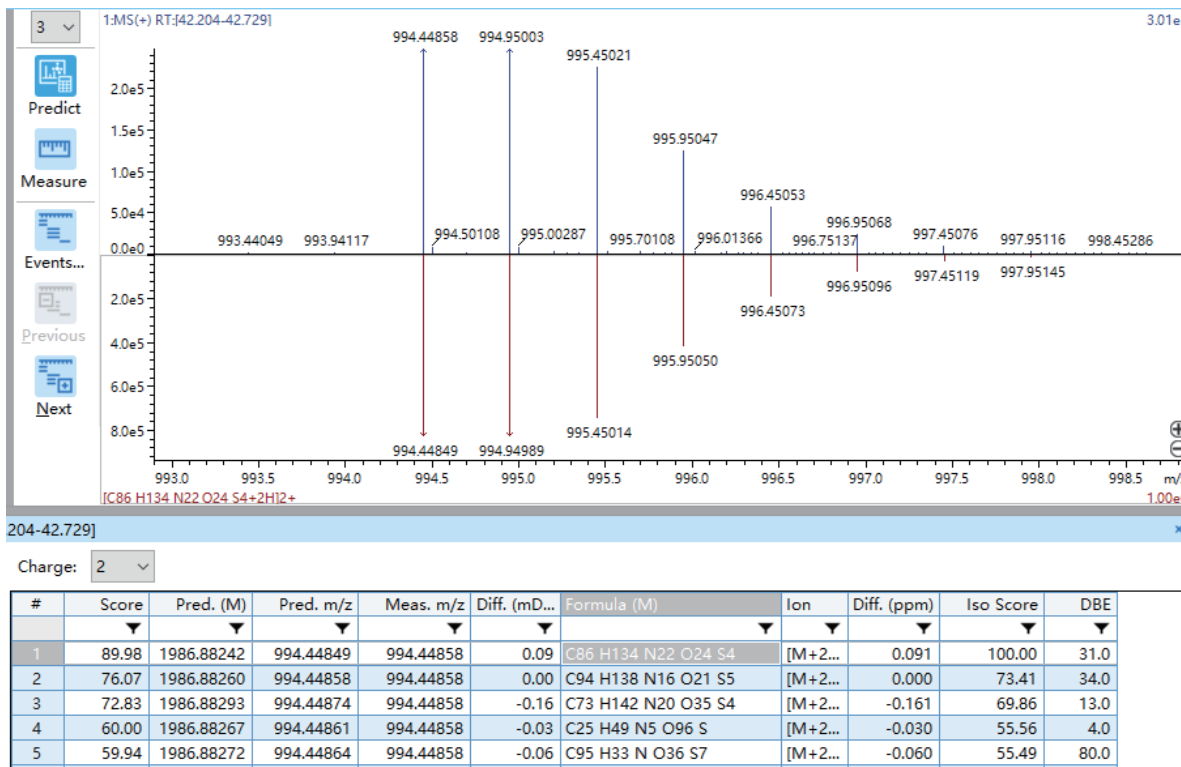 3
Predict
Measure
Events...
Previous
Next
1:MS(+) RT:[42.204-42.729]
3.01e
994.44858 994.95003
995.45021
2.0e5
1.5e5
995.95047
1.0e5
996.45053
5.0e4
993.44049 993.94117 994.50108 995.00287 995.70108 996.01366 996.75137 996.95068 997.45076 997.95116 998.45286
0.0e0
2.0e5
996.45073 996.95096 997.45119 997.95145
4.0e5
995.95050
6.0e5
995.45014
8.0e5
994.44849 994.94989
993.0 993.5 994.0 994.5 995.0 995.5 996.0 996.5 997.0 997.5 998.0 998.5 m/
[C86 H134 N22 O24 S4+2H]2+
1.00e
204-42.729]
Charge: 2
# Score Pred. (M) Pred. m/z Meas. m/z Diff. (mD... Formula (M) Ion Diff. (ppm) Iso Score DBE
1 89.98 1986.88242 994.44849 994.44858 0.09 C86 H134 N22 O24 S4 [M+2... 0.091 100.00 31.0
2 76.07 1986.88260 994.44858 994.44858 0.00 C94 H138 N16 O21 S5 [M+2... 0.000 73.41 34.0
3 72.83 1986.88293 994.44874 994.44858 -0.16 C73 H142 N20 O35 S4 [M+2... -0.161 69.86 13.0
4 60.00 1986.88267 994.44861 994.44858 -0.03 C25 H49 N5 O96 S [M+2... -0.030 55.56 4.0
5 59.94 1986.88272 994.44864 994.44858 -0.06 C95 H33 N O36 S7 [M+2... -0.060 55.49 80.0